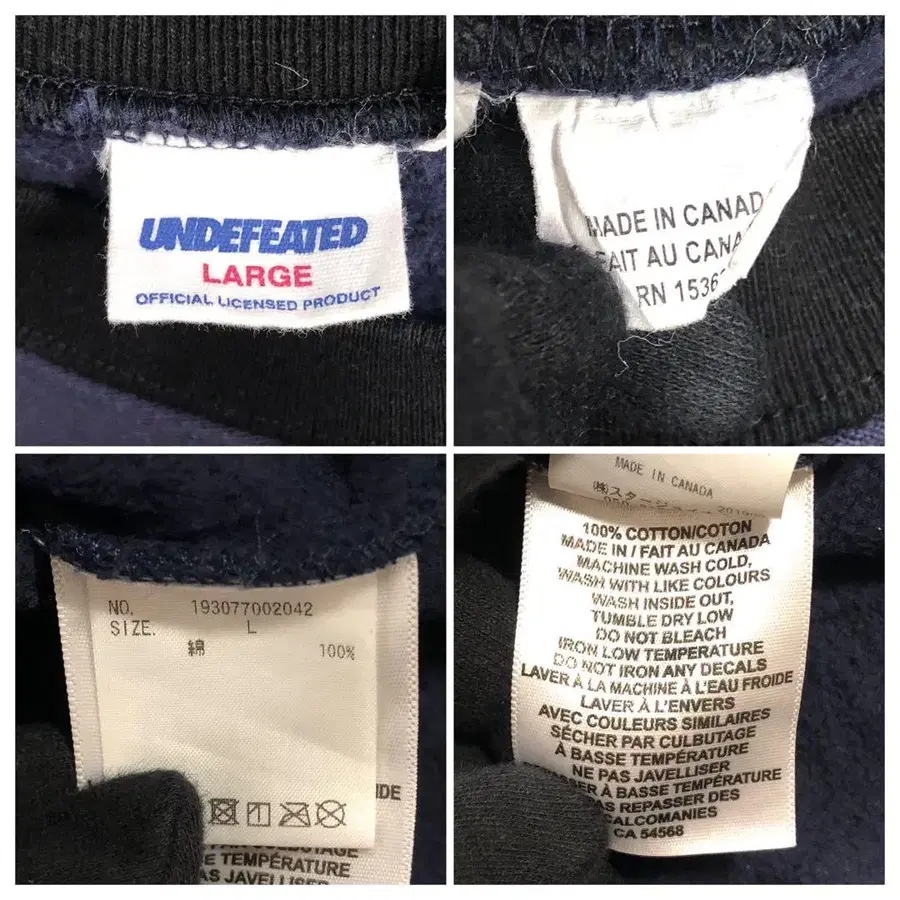 UNDEFEATED
LARGE
OFFICIAL LICENSED PRODUCT
MADE IN CANAD
FAIT AU CANA
RN 1536
NO. 193077002042
SIZE. L
綿 100%
IDE
CULBUTAGE
TEMPÉRATURE
JAVELLISER
MADE IN CANADA
100% COTTON/COTON
MADE IN / FAIT AU CANADA
MACHINE WASH COLD,
WASH WITH LIKE COLOURS
WASH INSIDE OUT,
TUMBLE DRY LOW
DO NOT BLEACH
IRON LOW TEMPERATURE
DO NOT IRON ANY DECALS
LAVER À LA MACHINE À L'EAU FROIDE
LAVER À L'ENVERS
AVEC COULEURS SIMILAIRES
SÉCHER PAR CULBUTAGE
À BASSE TEMPÉRATURE
NE PAS JAVELLISER
À BASSE TEMPÉRATURE
PAS REPASSER DES
CALCOMANIES
CA 54568